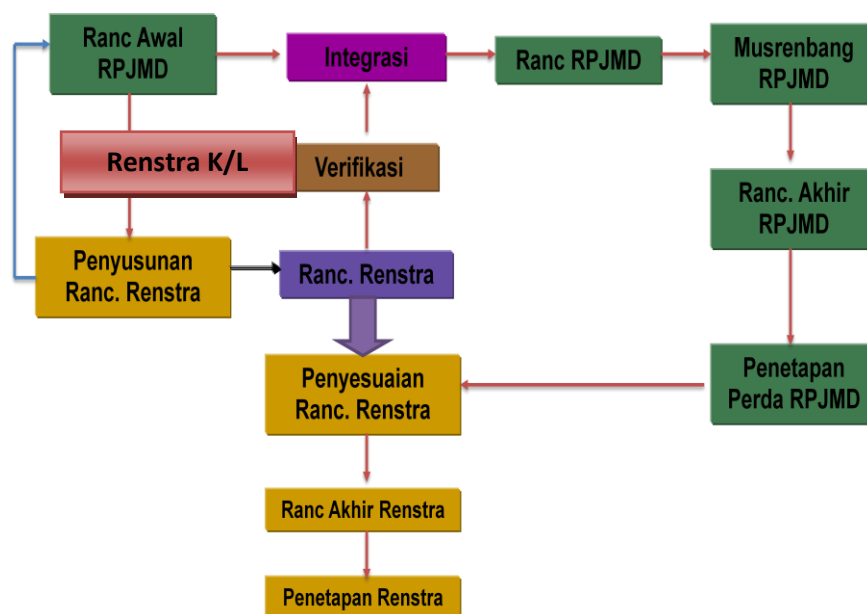 Ranc Awal
RPJMD
Integrasi
Ranc RPJMD
Musrenbang
RPJMD
Renstra K/L
Verifikasi
Ranc. Akhir
RPJMD
Penyusunan
Ranc. Renstra
Ranc. Renstra
Penyesuaian
Ranc. Renstra
Penetapan
Perda RPJMD
Ranc Akhir Renstra
Penetapan Renstra